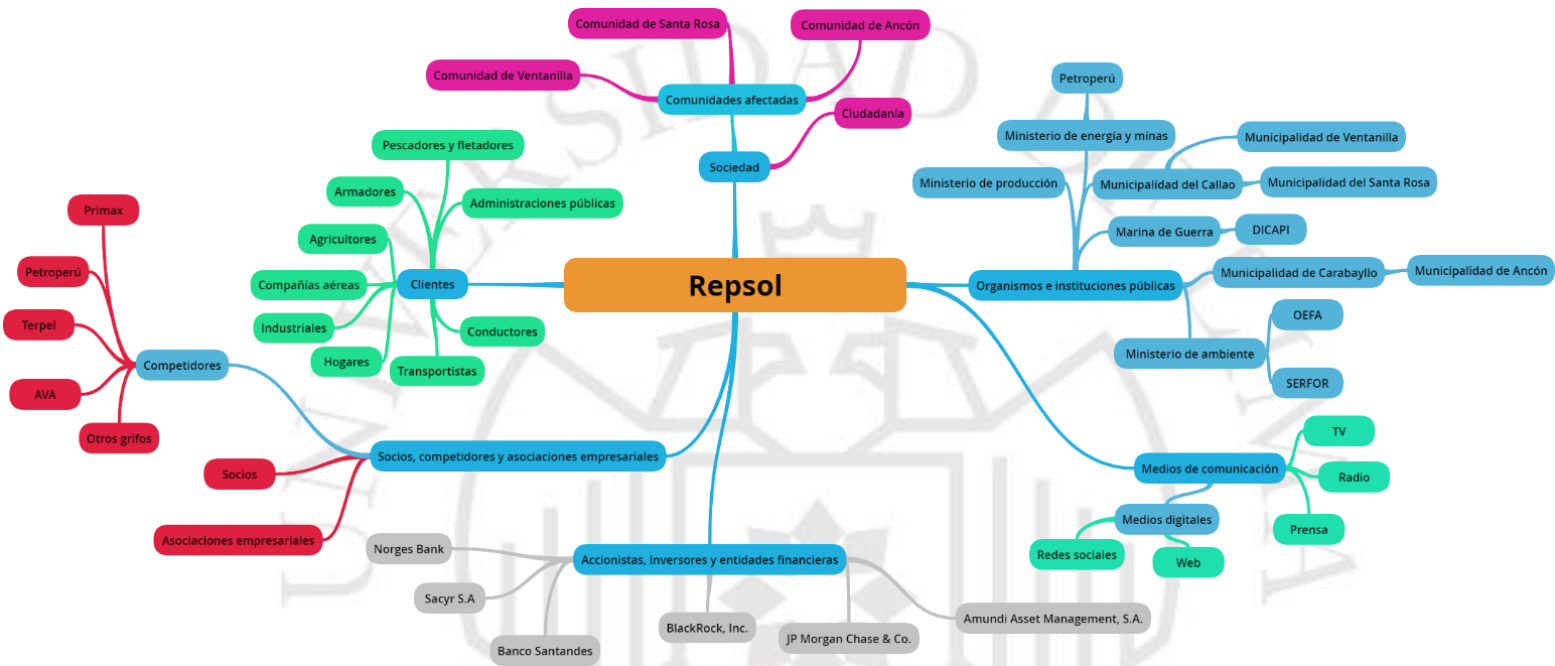 Comunidad de Santa Rosa
Comunidad de Ancón
Comunidad de Ventanilla
Comunidades afectadas
Ciudadanía
Sociedad
Petroperú
Ministerio de energía y minas
Municipalidad de Ventanilla
Ministerio de producción
Municipalidad del Callao
Municipalidad del Santa Rosa
Marina de Guerra
DICAPI
Organismos e instituciones públicas
Municipalidad de Carabayllo
Municipalidad de Ancón
OEFA
Ministerio de ambiente
SERFOR
Pescadores y fletadores
Armadores
Administraciones públicas
Agricultores
Compañías aéreas
Clientes
Industriales
Conductores
Hogares
Transportistas
Repsol
Primax
Petroperú
Terpel
Competidores
AVA
Otros grifos
Socios, competidores y asociaciones empresariales
Socios
Asociaciones empresariales
Medios de comunicación
TV
Radio
Prensa
Medios digitales
Redes sociales
Web
Accionistas, Inversores y entidades financieras
Norges Bank
Sacyr S.A
Banco Santandes
BlackRock, Inc.
JP Morgan Chase & Co.
Amundi Asset Management, S.A.
UNIVERSIDAD DE LIMA